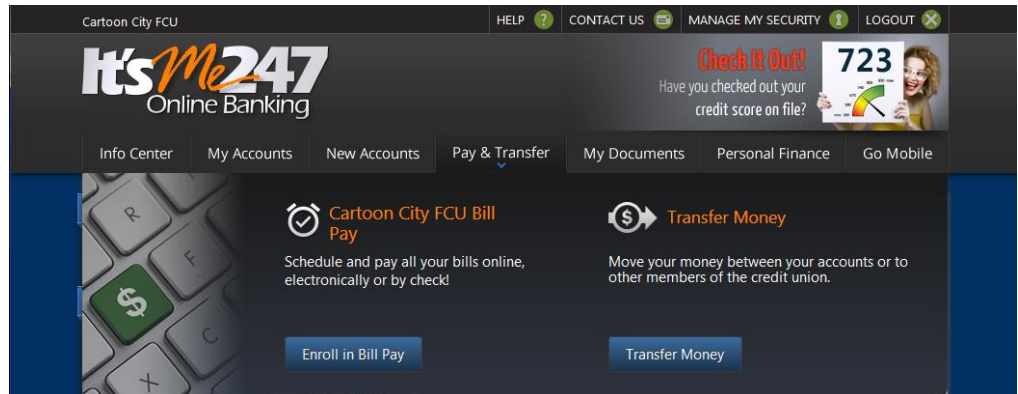 Cartoon City FCU
HELP ?
CONTACT US
MANAGE MY SECURITY
LOGOUT
It's Me 247
Online Banking
Check It Out!
Have you checked out your
credit score on file?
723
Info Center
My Accounts
New Accounts
Pay & Transfer
My Documents
Personal Finance
Go Mobile
R
F
$
C
X
Cartoon City FCU Bill
Pay
Schedule and pay all your bills online,
electronically or by check!
Enroll in Bill Pay
$
Transfer Money
Move your money between your accounts or to
other members of the credit union.
Transfer Money